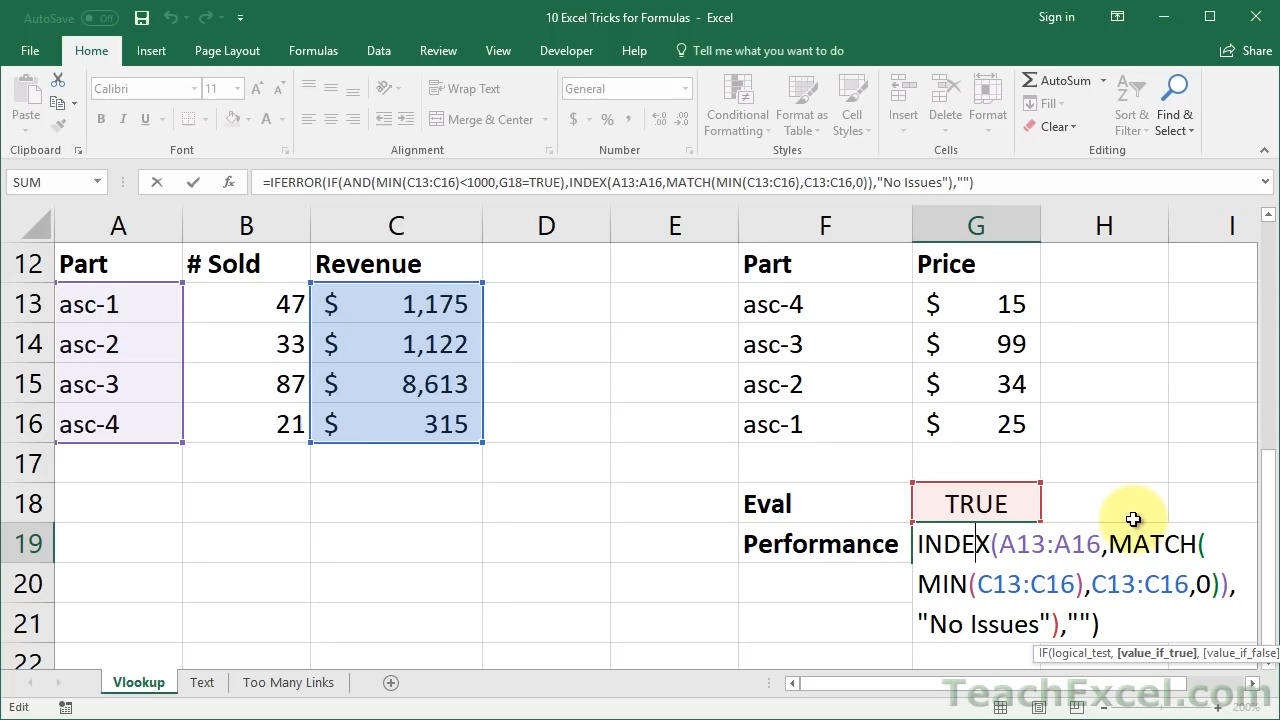 AutoSave Off
10 Excel Tricks for Formulas - Excel
Sign in
File Home Insert Page Layout Formulas Data Review View Developer Help Tell me what you want to do Share
Paste
Clipboard
Calibri 11 A A
B I U A
Font
Wrap Text
Merge & Center
Alignment
General
$ % ,
Number
Conditional Formatting
Format as Table
Cell Styles
Styles
Insert Delete Format
Cells
AutoSum
Fill
Clear
Sort & Filter
Find & Select
Editing
SUM fx =IFERROR(IF(AND(MIN(C13:C16)<1000,G18=TRUE),INDEX(A13:A16,MATCH(MIN(C13:C16),C13:C16,0)),"No Issues"),"")
A B C D E F G H I
12 Part # Sold Revenue Part Price
13 asc-1 47 $ 1,175 asc-4 $ 15
14 asc-2 33 $ 1,122 asc-3 $ 99
15 asc-3 87 $ 8,613 asc-2 $ 34
16 asc-4 21 $ 315 asc-1 $ 25
17
18 Eval TRUE
19 Performance INDEX(A13:A16,MATCH(
20 MIN(C13:C16),C13:C16,0)),
21 "No Issues"),"")
22
IF(logical_test, [value_if_true], [value_if_false]
Vlookup Text Too Many Links
TeachExcel.com
Edit 200%